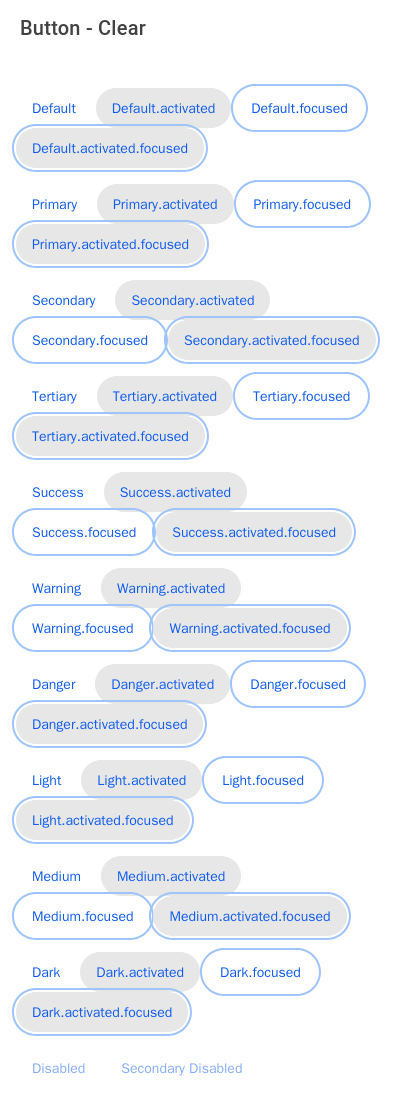 Button - Clear
Default Default.activated Default.focused
Default.activated.focused
Primary Primary.activated Primary.focused
Primary.activated.focused
Secondary Secondary.activated
Secondary.focused Secondary.activated.focused
Tertiary Tertiary.activated Tertiary.focused
Tertiary.activated.focused
Success Success.activated
Success.focused Success.activated.focused
Warning Warning.activated
Warning.focused Warning.activated.focused
Danger Danger.activated Danger.focused
Danger.activated.focused
Light Light.activated Light.focused
Light.activated.focused
Medium Medium.activated
Medium.focused Medium.activated.focused
Dark Dark.activated Dark.focused
Dark.activated.focused
Disabled Secondary Disabled